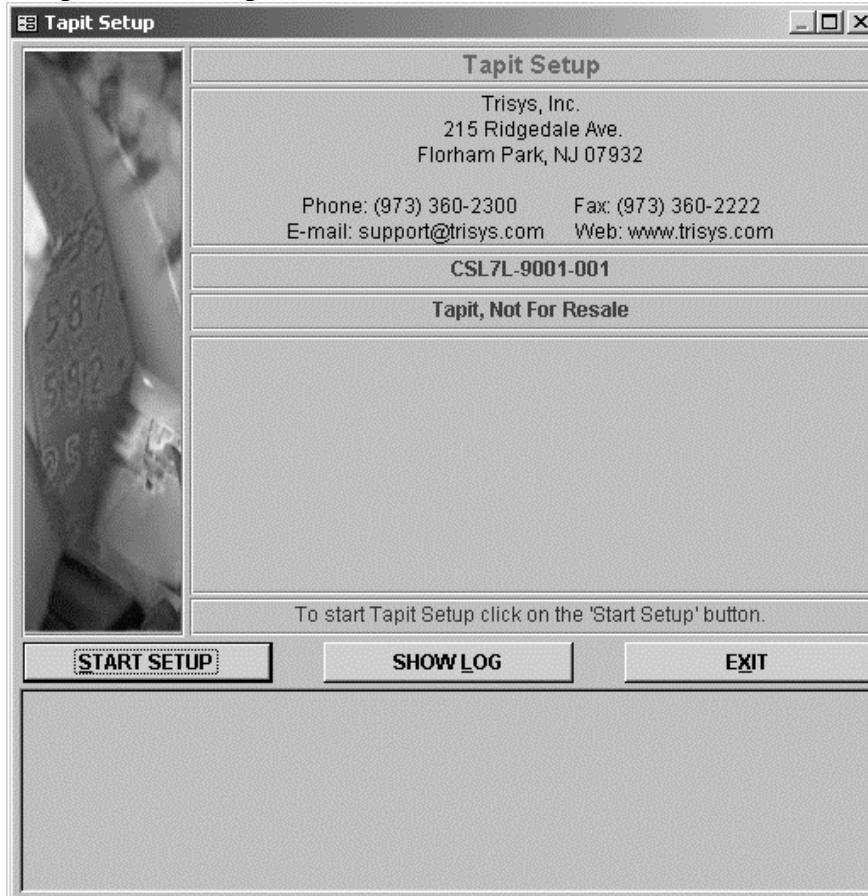 Tapit Setup
Tapit Setup
Trisys, Inc.
215 Ridgedale Ave.
Florham Park, NJ 07932
Phone: (973) 360-2300 Fax: (973) 360-2222
E-mail: support@trisys.com Web: www.trisys.com
CSL7L-9001-001
Tapit, Not For Resale
587
592
To start Tapit Setup click on the 'Start Setup' button.
START SETUP SHOW LOG EXIT